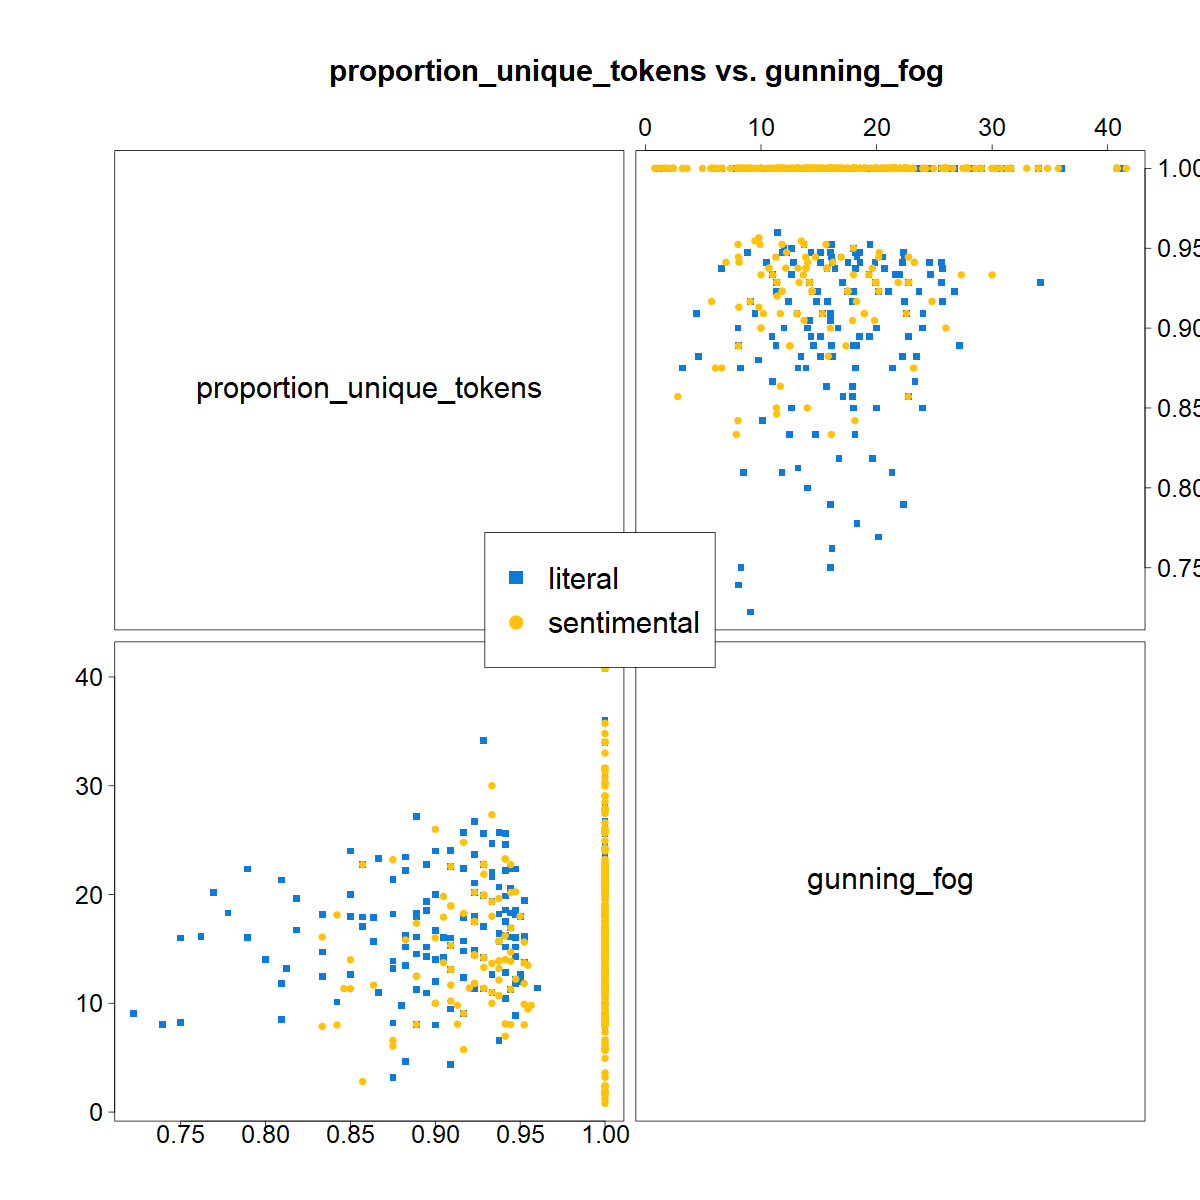 proportion_unique_tokens vs. gunning_fog
0 10 20 30 40
1.00
0.95
0.90
0.85
0.80
0.75
proportion_unique_tokens
literal
sentimental
gunning_fog
40
30
20
10
0
0.75 0.80 0.85 0.90 0.95 1.00